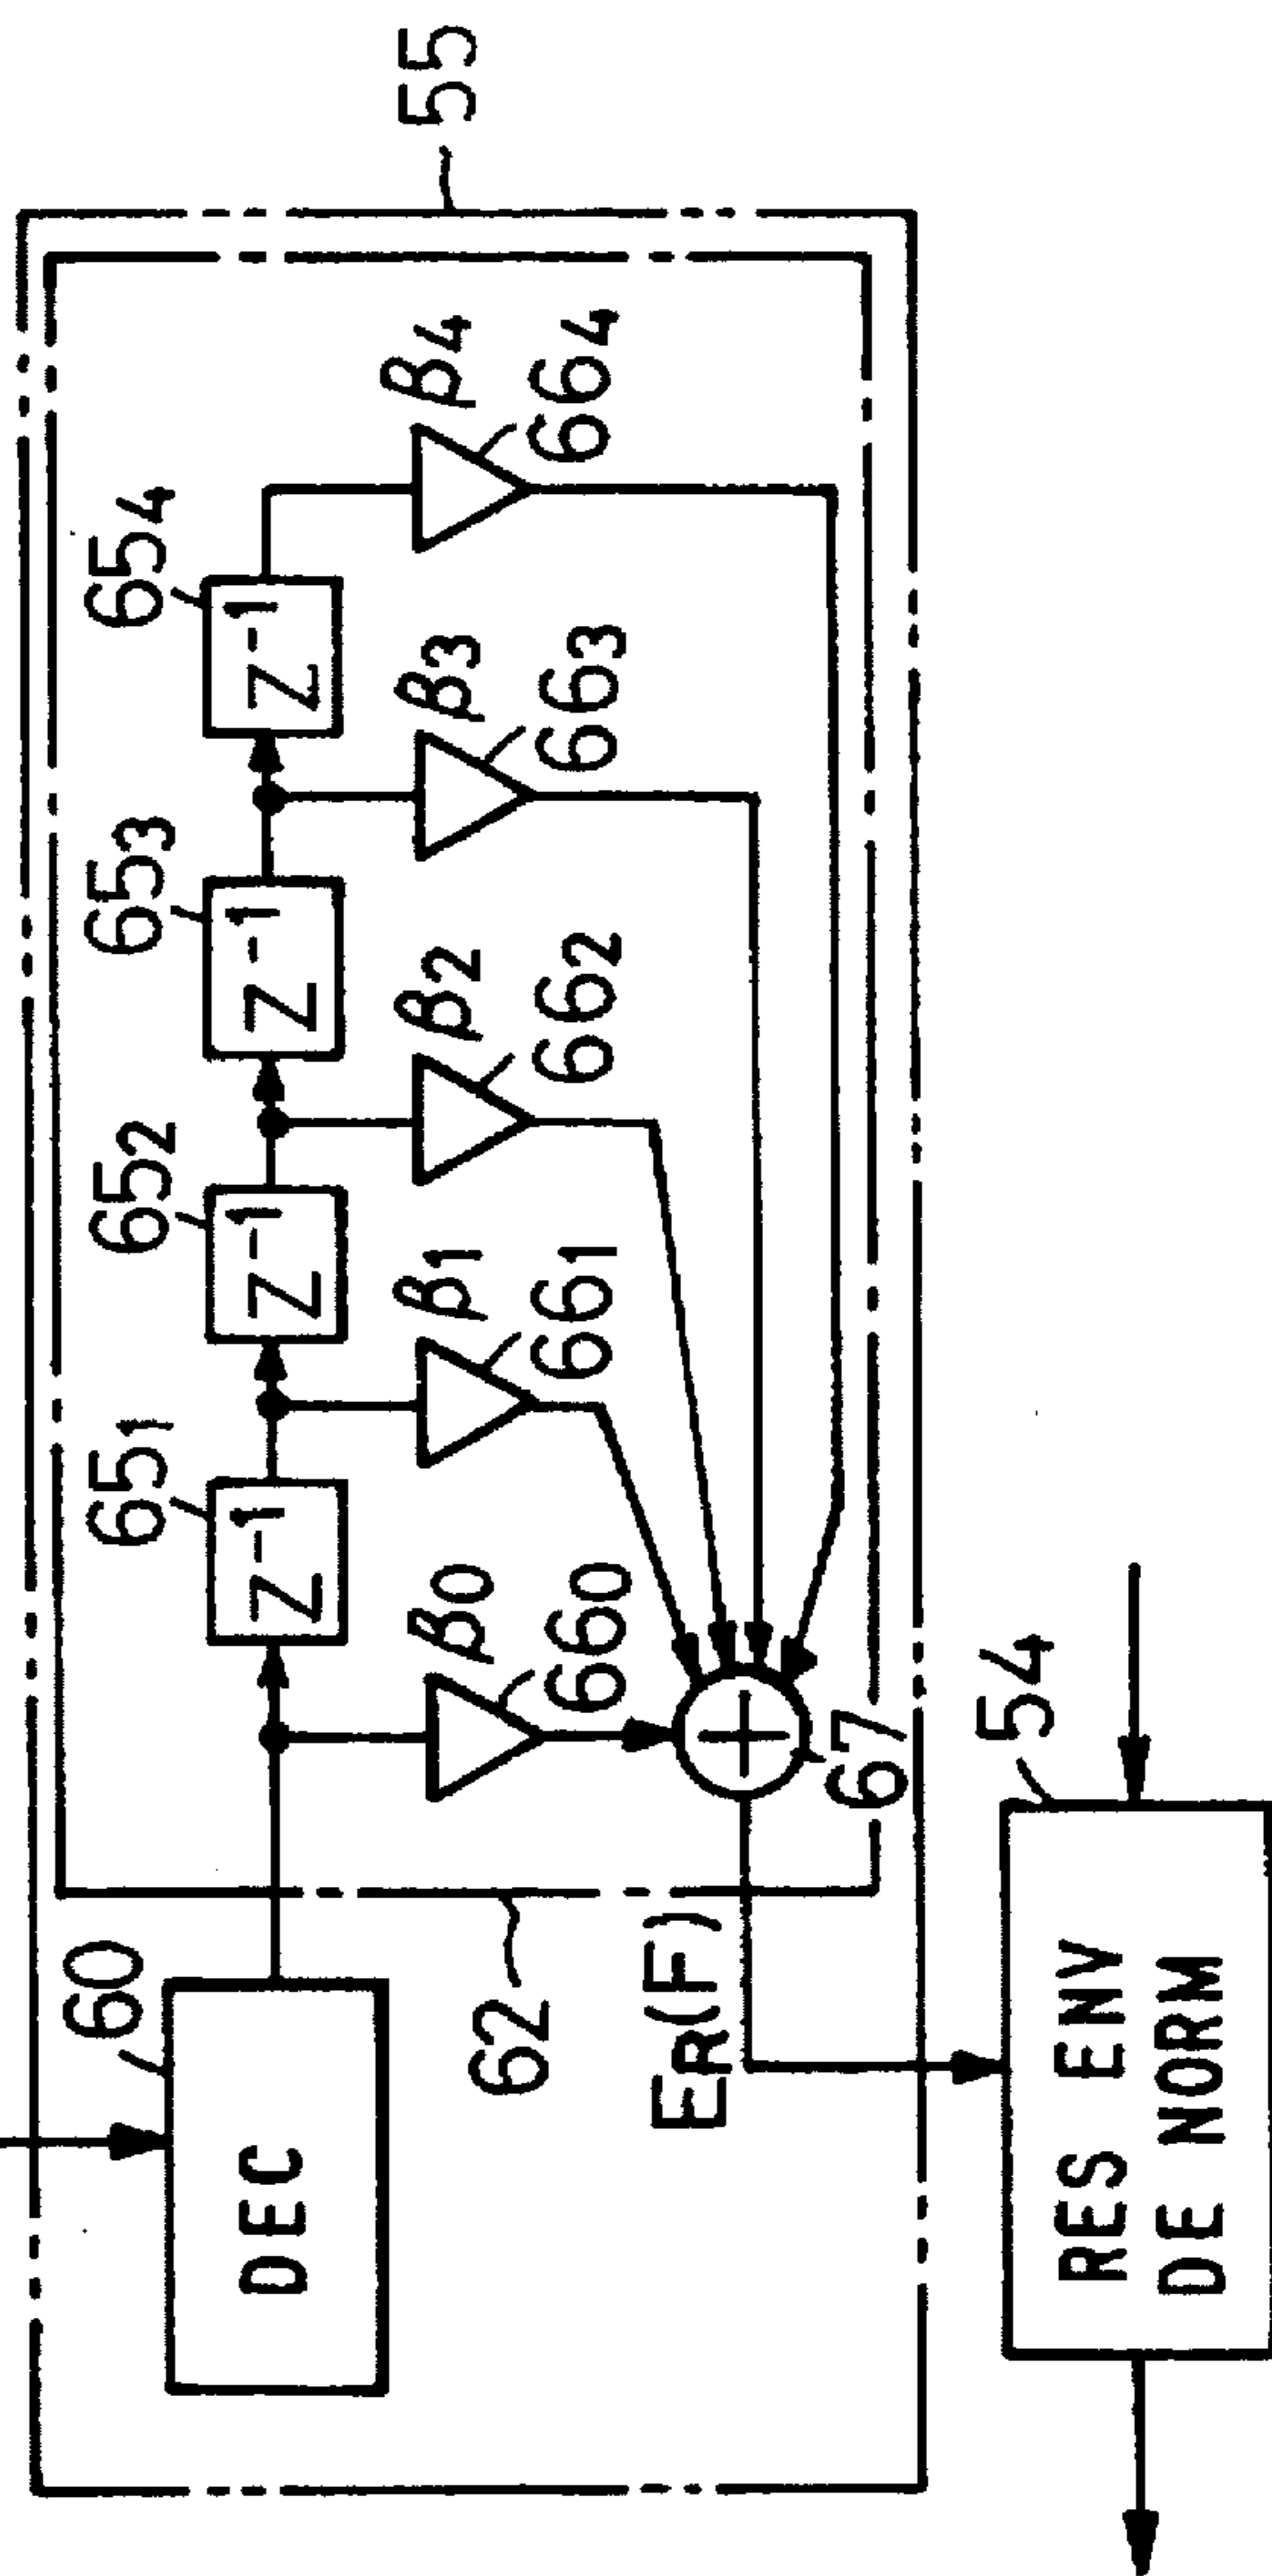 55
65₁
65₂
65₃
65₄
60
DEC
Z⁻¹
Z⁻¹
Z⁻¹
Z⁻¹
β₀
β₁
β₂
β₃
β₄
66₀
66₁
66₂
66₃
66₄
62
67
E_R(F)
54
RES ENV
DE NORM